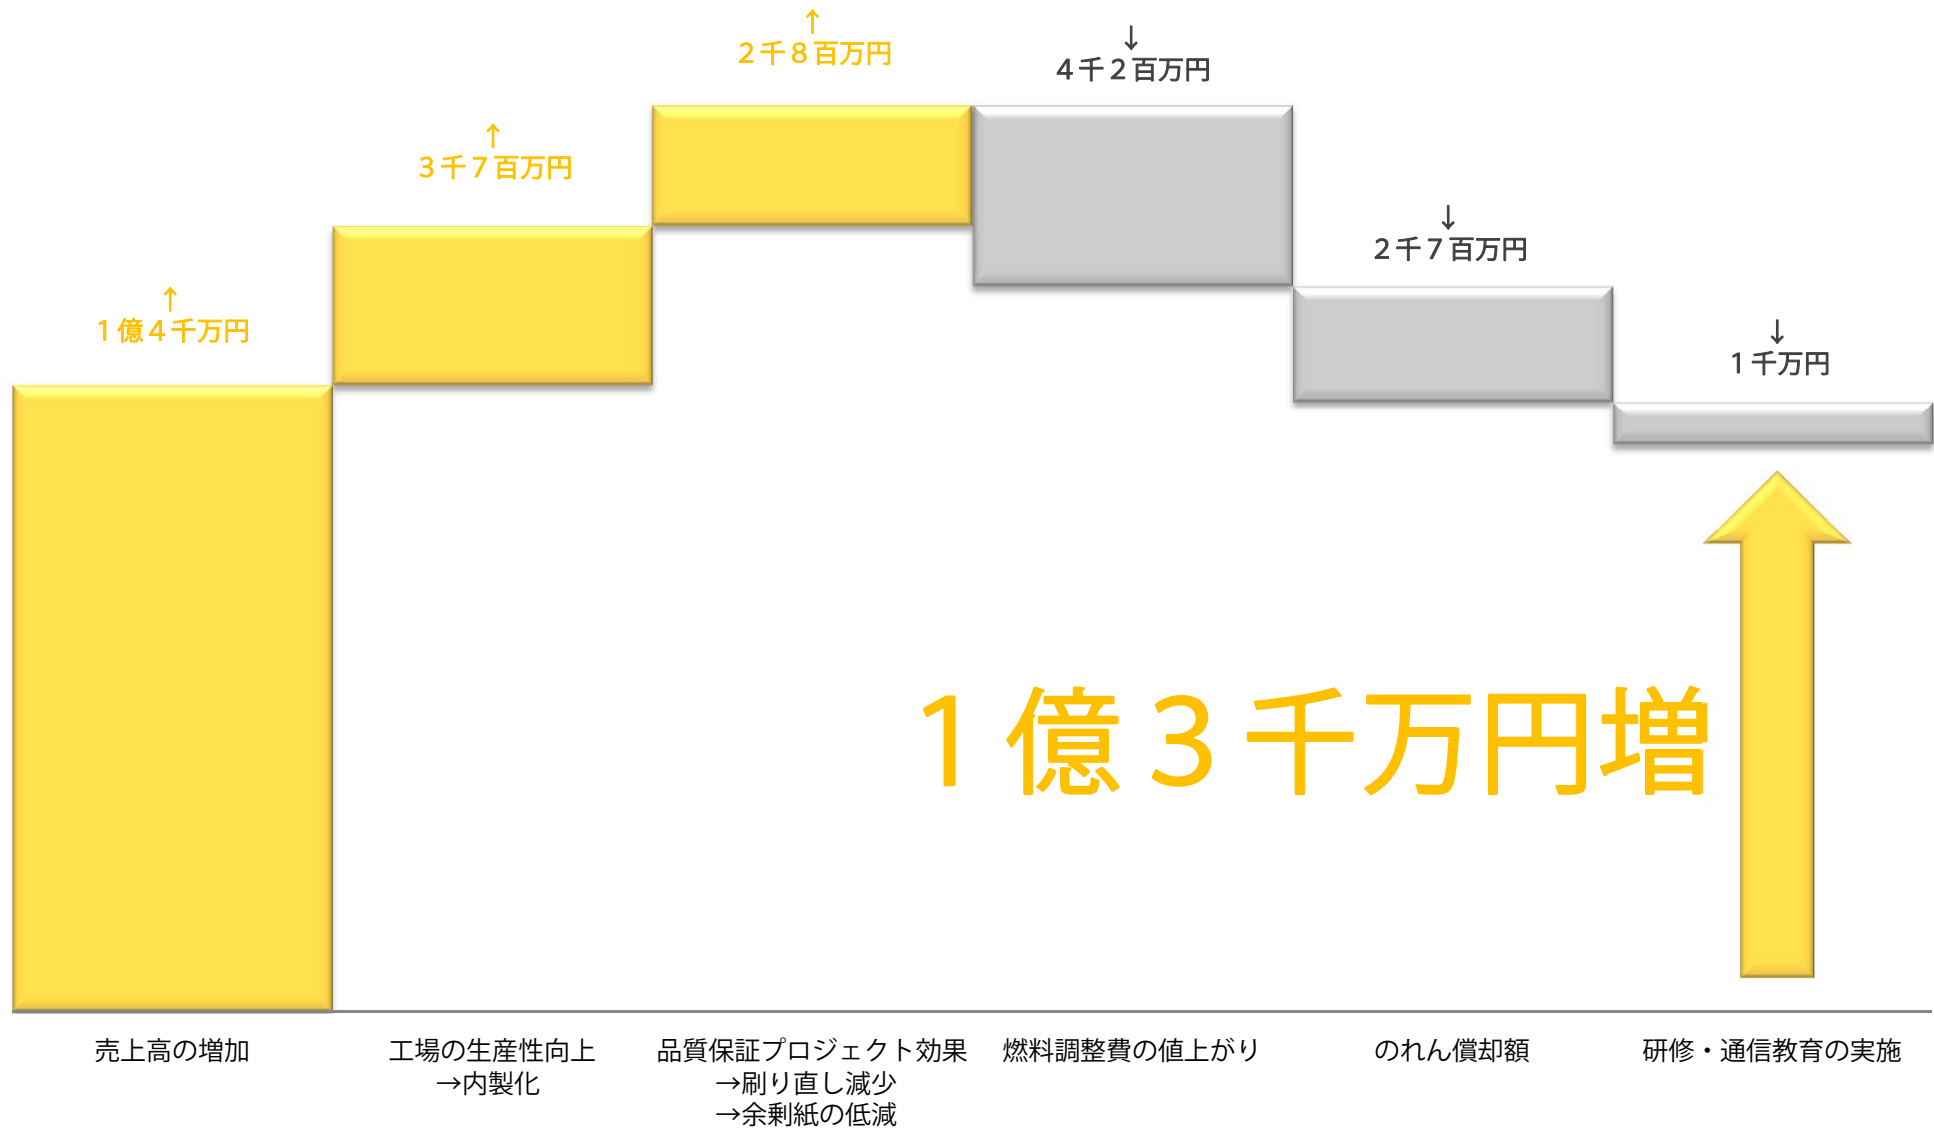 ↑
1億4千万円
↑
3千7百万円
↑
2千8百万円
↓
4千2百万円
↓
2千7百万円
↓
1千万円
1億3千万円増
売上高の増加
工場の生産性向上
→内製化
品質保証プロジェクト効果
→刷り直し減少
→余剰紙の低減
燃料調整費の値上がり
のれん償却額
研修・通信教育の実施